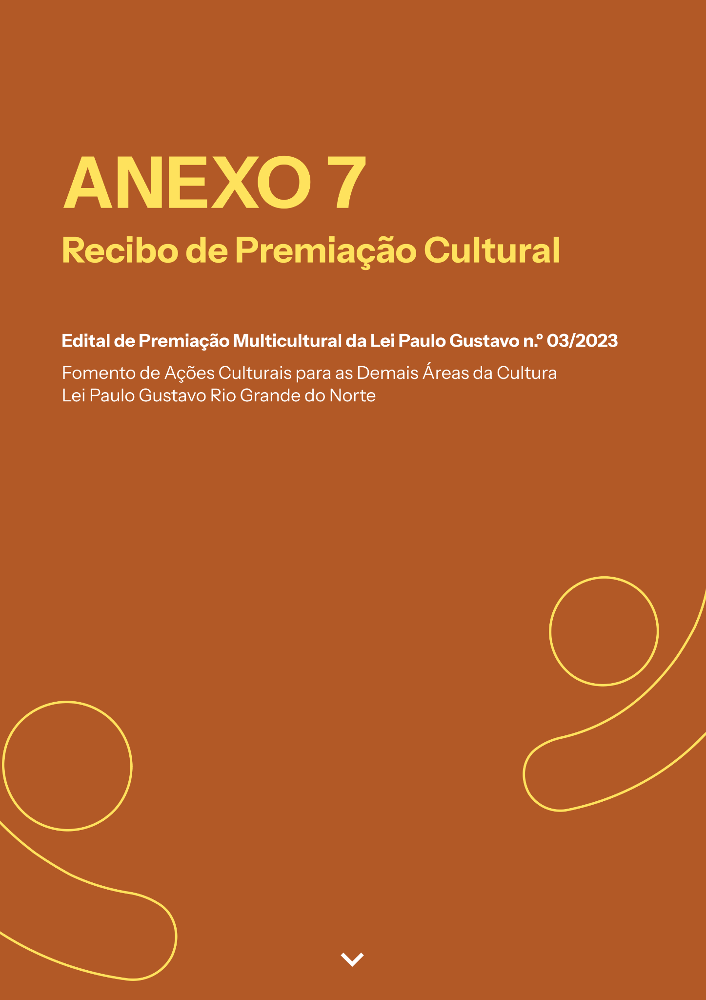 ANEXO 7
Recibo de Premiação Cultural
Edital de Premiação Multicultural da Lei Paulo Gustavo n.º 03/2023
Fomento de Ações Culturais para as Demais Áreas da Cultura
Lei Paulo Gustavo Rio Grande do Norte